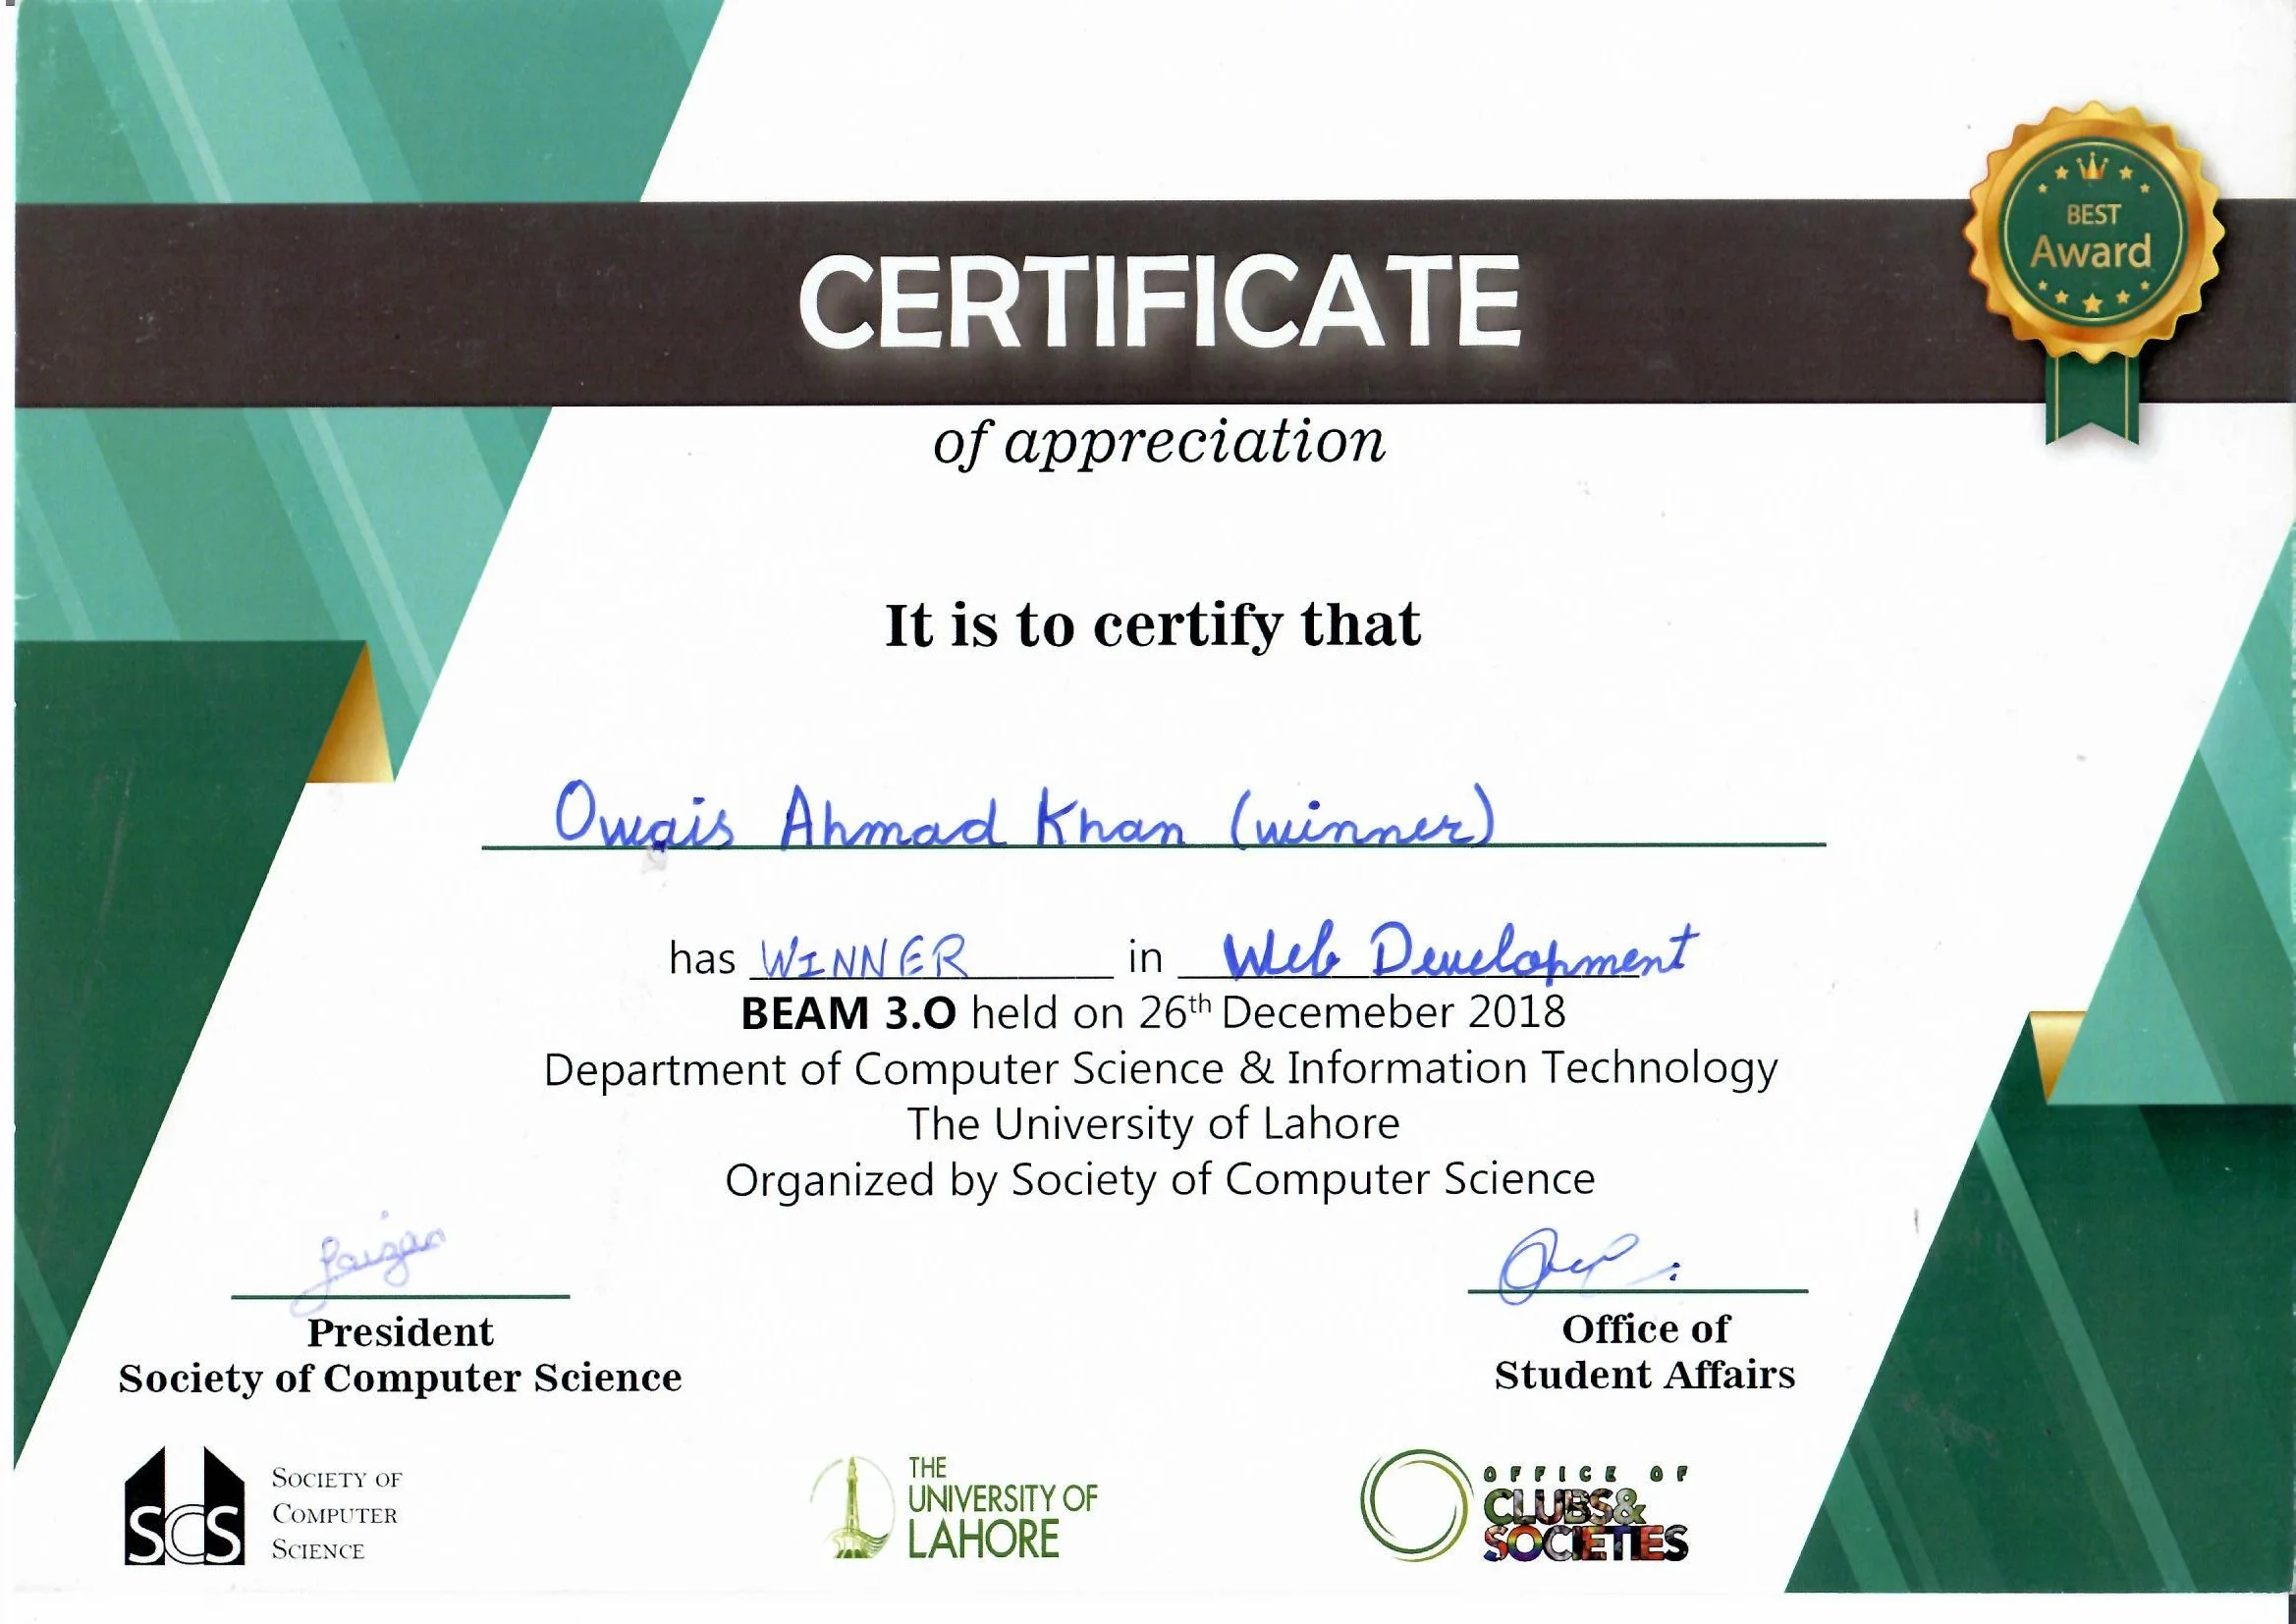 BEST
Award
CERTIFICATE
of appreciation
It is to certify that
Owais Ahmad Khan (winner)
has WINNER in Web Development
BEAM 3.O held on 26th Decemeber 2018
Department of Computer Science & Information Technology
The University of Lahore
Organized by Society of Computer Science
faizan
President
Society of Computer Science
Office of
Student Affairs
SCS
SOCIETY OF
COMPUTER
SCIENCE
THE
UNIVERSITY OF
LAHORE
OFFICE OF
CLUBS&
SOCIETIES